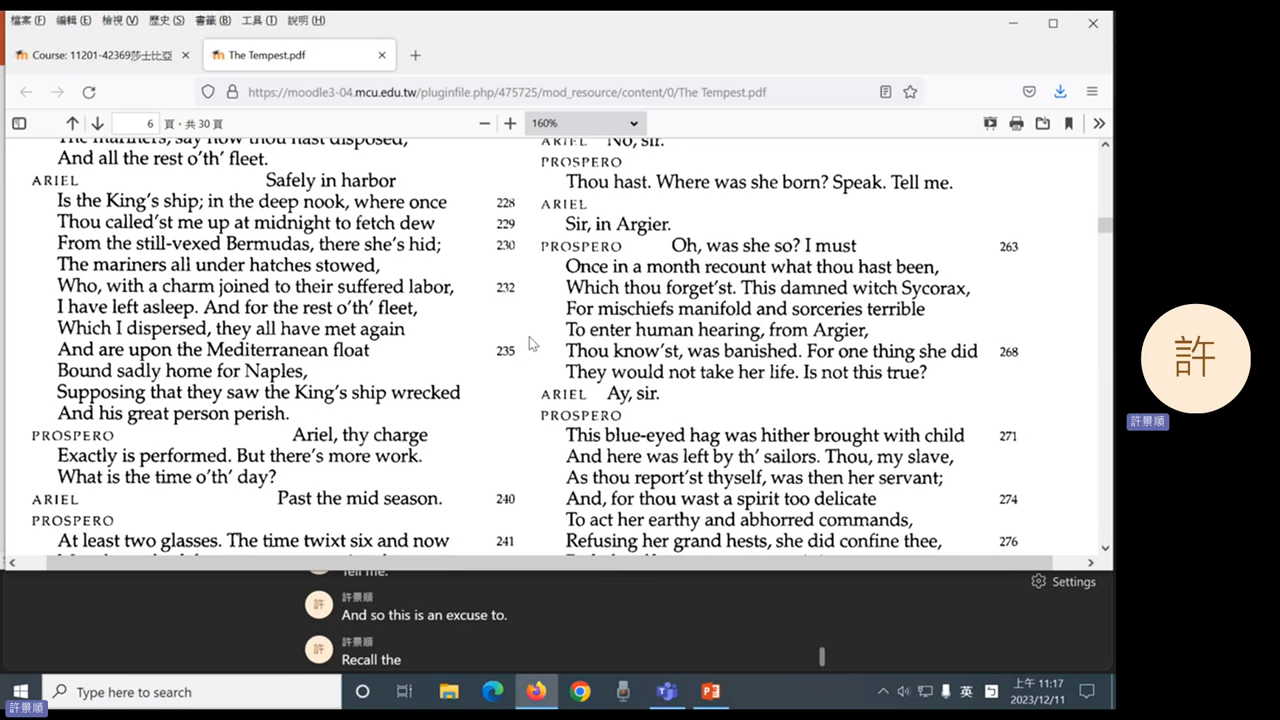 檔案(F) 編輯(E) 檢視(V) 歷史(S) 書籤(B) 工具(T) 說明(H)
Course: 11201-42369莎士比亞
The Tempest.pdf
https://moodle3-04.mcu.edu.tw/pluginfile.php/475725/mod_resource/content/0/The Tempest.pdf
6 頁，共 30 頁
160%
The mariners, say how thou hast disposed,
And all the rest o'th' fleet.
ARIEL Safely in harbor
Is the King's ship; in the deep nook, where once 228
Thou called'st me up at midnight to fetch dew 229
From the still-vexed Bermudas, there she's hid; 230
The mariners all under hatches stowed,
Who, with a charm joined to their suffered labor, 232
I have left asleep. And for the rest o'th' fleet,
Which I dispersed, they all have met again
And are upon the Mediterranean float 235
Bound sadly home for Naples,
Supposing that they saw the King's ship wrecked
And his great person perish.
PROSPERO Ariel, thy charge
Exactly is performed. But there's more work.
What is the time o'th' day?
ARIEL Past the mid season. 240
PROSPERO
At least two glasses. The time twixt six and now 241
ARIEL No, sir.
PROSPERO
Thou hast. Where was she born? Speak. Tell me.
ARIEL
Sir, in Argier.
PROSPERO Oh, was she so? I must 263
Once in a month recount what thou hast been,
Which thou forget'st. This damned witch Sycorax,
For mischiefs manifold and sorceries terrible
To enter human hearing, from Argier,
Thou know'st, was banished. For one thing she did 268
They would not take her life. Is not this true?
ARIEL Ay, sir.
PROSPERO
This blue-eyed hag was hither brought with child 271
And here was left by th' sailors. Thou, my slave,
As thou report'st thyself, was then her servant;
And, for thou wast a spirit too delicate 274
To act her earthy and abhorred commands,
Refusing her grand hests, she did confine thee, 276
許
許景順
Tell me.
Settings
許
許景順
And so this is an excuse to.
許
許景順
Recall the
Type here to search
英
上午 11:17
2023/12/11
許景順